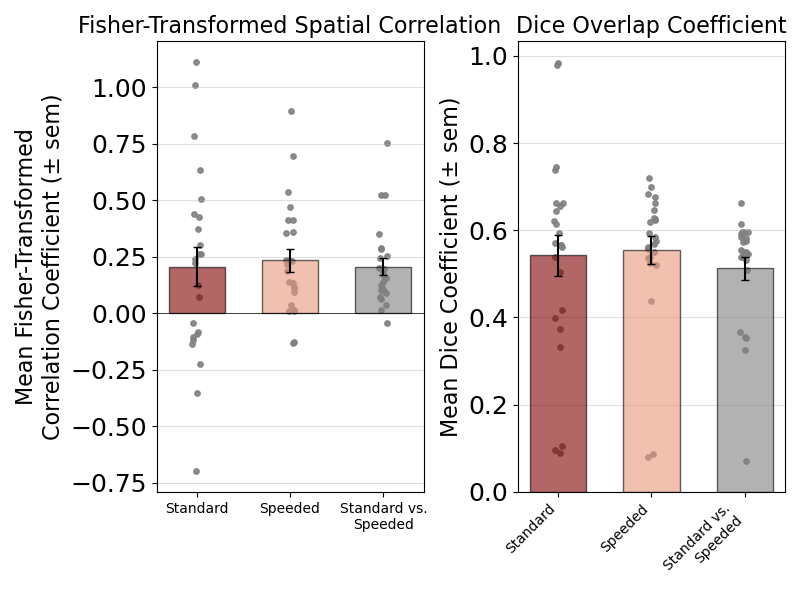 Fisher-Transformed Spatial Correlation
Mean Fisher-Transformed
Correlation Coefficient (± sem)
1.00
0.75
0.50
0.25
0.00
−0.25
−0.50
−0.75
Standard
Speeded
Standard vs.
Speeded
Dice Overlap Coefficient
Mean Dice Coefficient (± sem)
1.0
0.8
0.6
0.4
0.2
0.0
Standard
Speeded
Standard vs.
Speeded